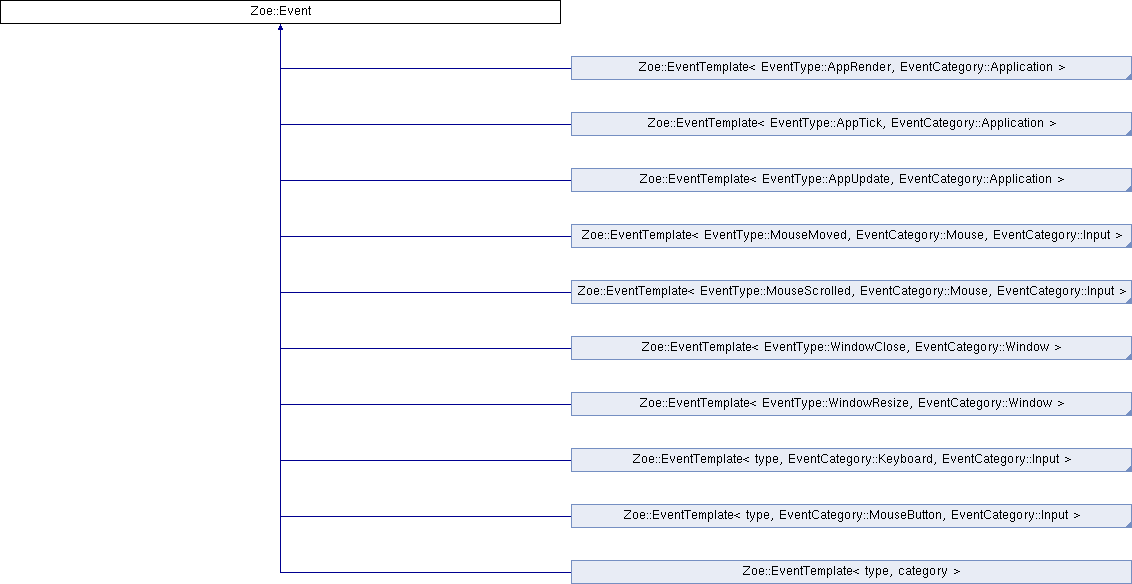 Zoe::Event
Zoe::EventTemplate< EventType::AppRender, EventCategory::Application >
Zoe::EventTemplate< EventType::AppTick, EventCategory::Application >
Zoe::EventTemplate< EventType::AppUpdate, EventCategory::Application >
Zoe::EventTemplate< EventType::MouseMoved, EventCategory::Mouse, EventCategory::Input >
Zoe::EventTemplate< EventType::MouseScrolled, EventCategory::Mouse, EventCategory::Input >
Zoe::EventTemplate< EventType::WindowClose, EventCategory::Window >
Zoe::EventTemplate< EventType::WindowResize, EventCategory::Window >
Zoe::EventTemplate< type, EventCategory::Keyboard, EventCategory::Input >
Zoe::EventTemplate< type, EventCategory::MouseButton, EventCategory::Input >
Zoe::EventTemplate< type, category >